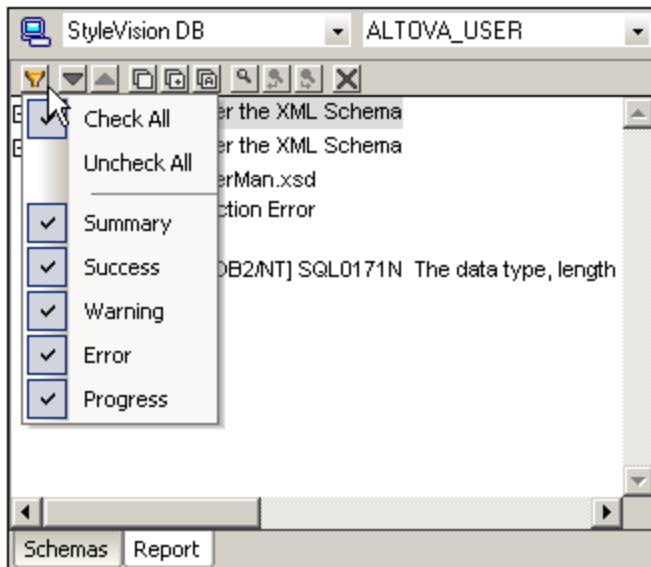 StyleVision DB ALTOVA_USER
Check All er the XML Schema
Uncheck All er the XML Schema
erMan.xsd
Summary ction Error
Success DB2/NT] SQL0171N The data type, length
Warning
Error
Progress
Schemas Report